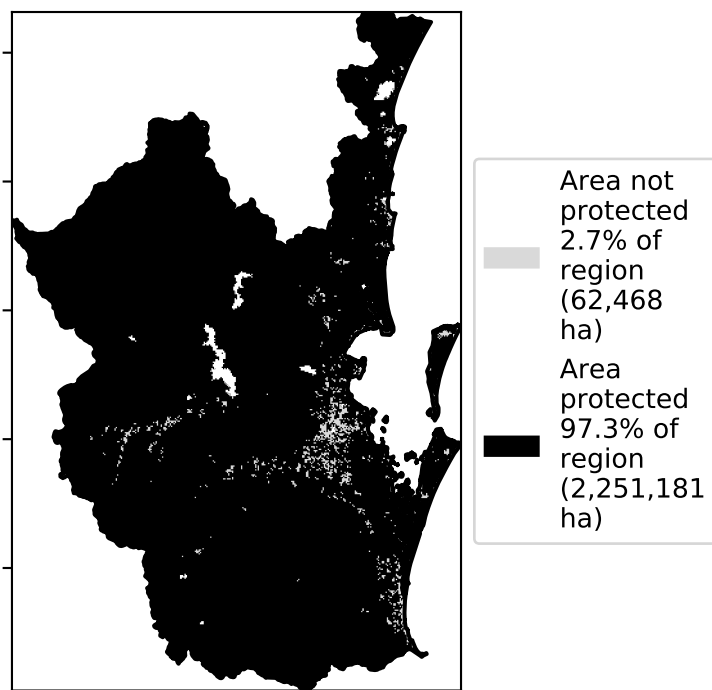 Area not
protected
2.7% of
region
(62,468
ha)
Area
protected
97.3% of
region
(2,251,181
ha)